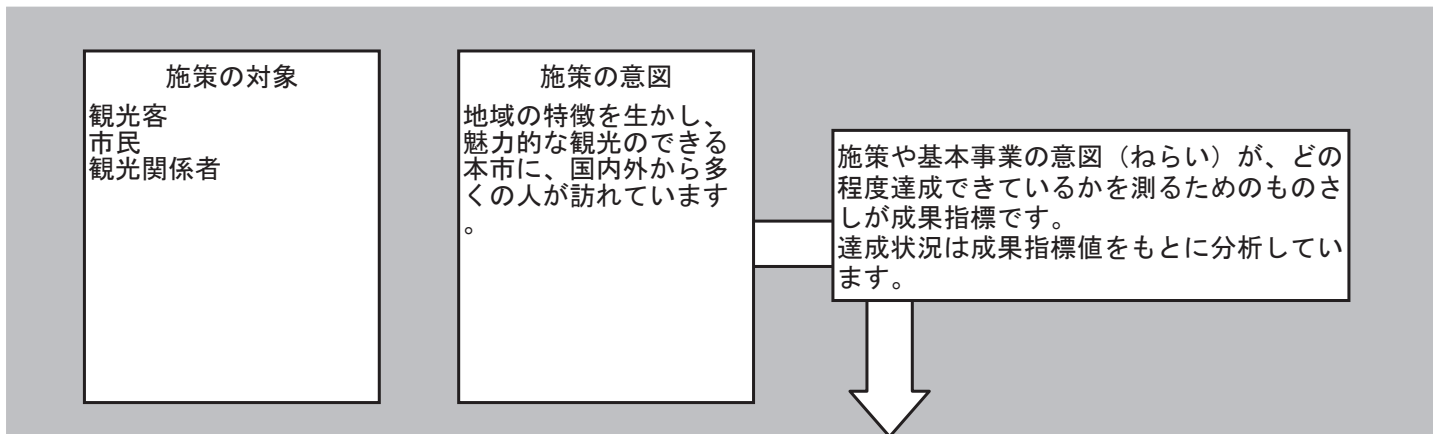 施策の対象
観光客
市民
観光関係者
施策の意図
地域の特徴を生かし、
魅力的な観光のできる
本市に、国内外から多
くの人が訪れています
。
施策や基本事業の意図（ねらい）が、どの
程度達成できているかを測るためのものさ
しが成果指標です。
達成状況は成果指標値をもとに分析してい
ます。